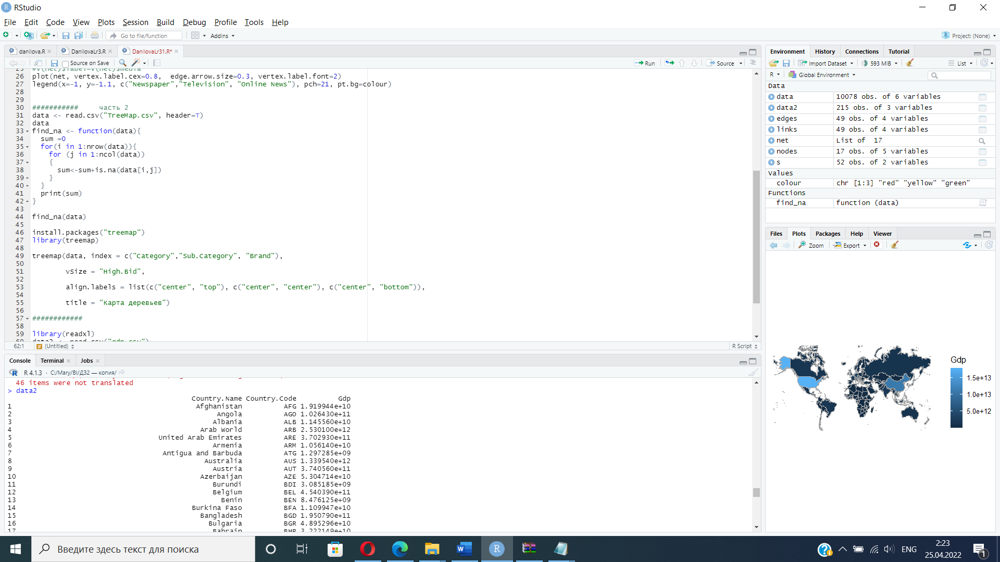 RStudio
File Edit Code View Plots Session Build Debug Profile Tools Help
Go to file/function Addins Project: (None)
danilova.R DanilovaLr3.R DanilovaLr31.R*
Source on Save Run Source
25 #V(net)$label=V(net)$media
26 plot(net, vertex.label.cex=0.8,  edge.arrow.size=0.3, vertex.label.font=2)
27 legend(x=-1, y=-1.1, c("Newspaper","Television", "Online News"), pch=21, pt.bg=colour)
28
29
30 ###########     часть 2
31 data <- read.csv("TreeMap.csv", header=T)
32 data
33 find_na <- function(data){
34   sum =0
35   for(i in 1:nrow(data)){
36     for (j in 1:ncol(data))
37     {
38       sum<-sum+is.na(data[i,j])
39     }
40   }
41   print(sum)
42 }
43
44 find_na(data)
45
46 install.packages("treemap")
47 library(treemap)
48
49 treemap(data, index = c("Category","Sub.Category", "Brand"),
50
51         vSize = "High.Bid",
52
53         align.labels = list(c("center", "top"), c("center", "center"), c("center", "bottom")),
54
55         title = "Карта деревьев")
56
57 ############
58
59 library(readxl)
60 data2 <- read.csv("gdp.csv")
62:1 # (Untitled) R Script
Console Terminal Jobs
R 4.1.3 · C:/Mary/BI/ДЗ2 — копия/
46 items were not translated
> data2
Country.Name Country.Code Gdp
1 Afghanistan AFG 1.919944e+10
2 Angola AGO 1.026430e+11
3 Albania ALB 1.145560e+10
4 Arab World ARB 2.530100e+12
5 United Arab Emirates ARE 3.702930e+11
6 Armenia ARM 1.056140e+10
7 Antigua and Barbuda ATG 1.297285e+09
8 Australia AUS 1.339540e+12
9 Austria AUT 3.740560e+11
10 Azerbaijan AZE 5.304714e+10
11 Burundi BDI 3.085185e+09
12 Belgium BEL 4.540390e+11
13 Benin BEN 8.476125e+09
14 Burkina Faso BFA 1.109947e+10
15 Bangladesh BGD 1.950790e+11
16 Bulgaria BGR 4.895296e+10
17 Bahrain BHR 3.222149e+10
Environment History Connections Tutorial
Import Dataset 593 MiB List
R Global Environment
Data
data 10078 obs. of 6 variables
data2 215 obs. of 3 variables
edges 49 obs. of 4 variables
links 49 obs. of 4 variables
net List of  17
nodes 17 obs. of 5 variables
s 52 obs. of 2 variables
Values
colour chr [1:3] "red" "yellow" "green"
Functions
find_na function (data)
Files Plots Packages Help Viewer
Zoom Export
Gdp
1.5e+13
1.0e+13
5.0e+12
Введите здесь текст для поиска
ENG
2:23
25.04.2022
1